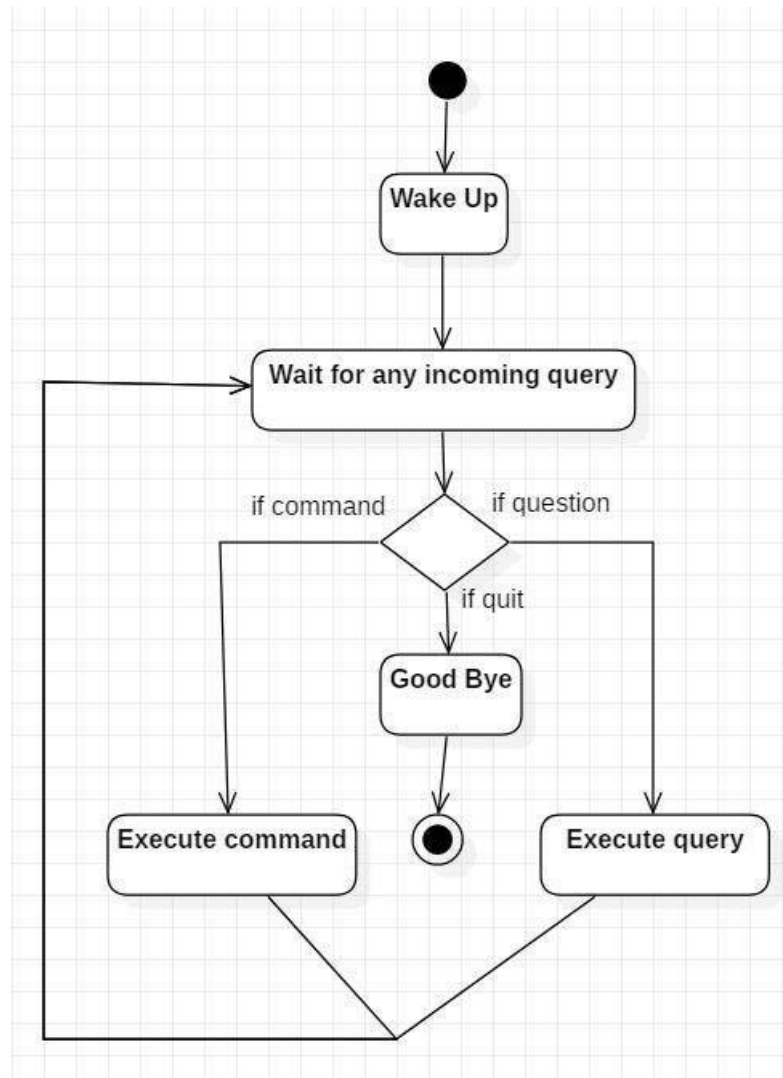 Wake Up
Wait for any incoming query
if command
if question
if quit
Good Bye
Execute command
Execute query